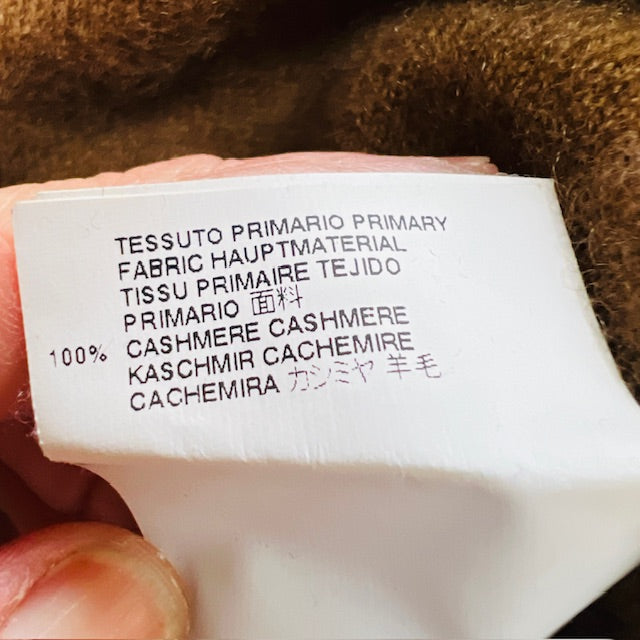 TESSUTO PRIMARIO PRIMARY
FABRIC HAUPTMATERIAL
TISSU PRIMAIRE TEJIDO
PRIMARIO 面料
100% CASHMERE CASHMERE
KASCHMIR CACHEMIRE
CACHEMIRA カシミヤ 羊毛